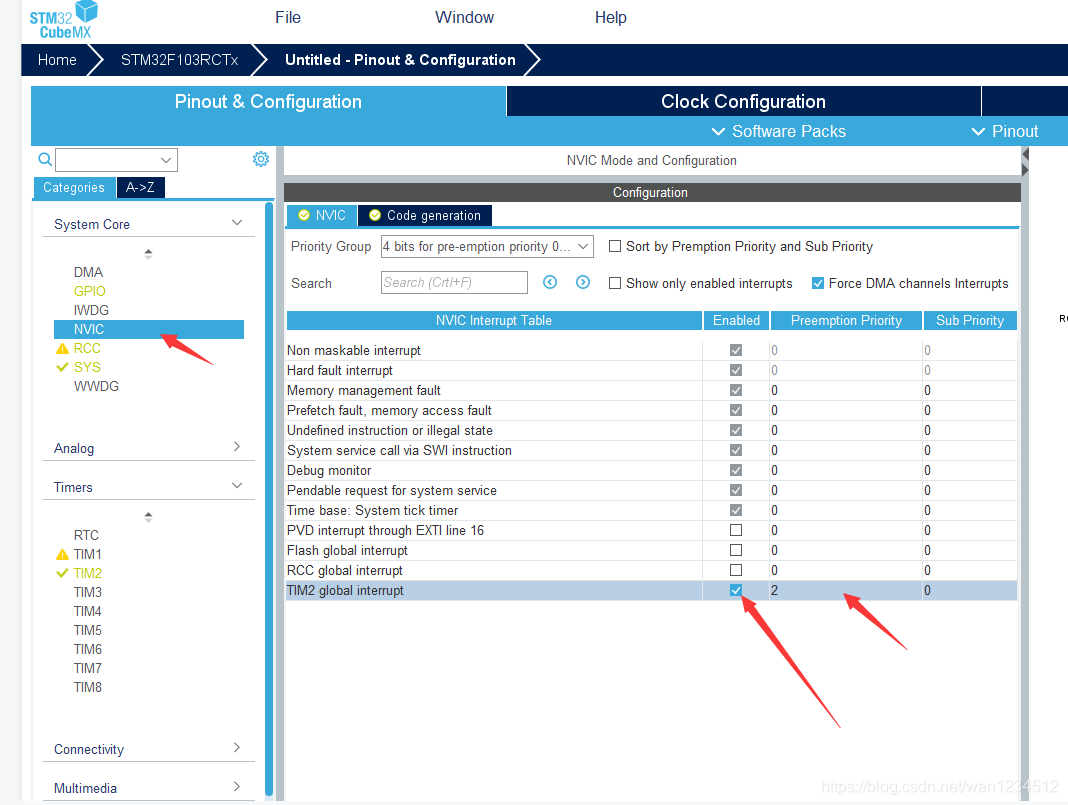 STM32
CubeMX
File Window Help
Home STM32F103RCTx Untitled - Pinout & Configuration
Pinout & Configuration Clock Configuration
Software Packs Pinout
NVIC Mode and Configuration
Categories A->Z
Configuration
System Core
DMA
GPIO
IWDG
NVIC
RCC
SYS
WWDG
Analog
Timers
RTC
TIM1
TIM2
TIM3
TIM4
TIM5
TIM6
TIM7
TIM8
Connectivity
Multimedia
NVIC Code generation
Priority Group 4 bits for pre-emption priority 0... Sort by Premption Priority and Sub Priority
Search Search (Crtl+F) Show only enabled interrupts Force DMA channels Interrupts
NVIC Interrupt Table Enabled Preemption Priority Sub Priority
Non maskable interrupt 0 0
Hard fault interrupt 0 0
Memory management fault 0 0
Prefetch fault, memory access fault 0 0
Undefined instruction or illegal state 0 0
System service call via SWI instruction 0 0
Debug monitor 0 0
Pendable request for system service 0 0
Time base: System tick timer 0 0
PVD interrupt through EXTI line 16 0 0
Flash global interrupt 0 0
RCC global interrupt 0 0
TIM2 global interrupt 2 0
https://blog.csdn.net/wan1234512